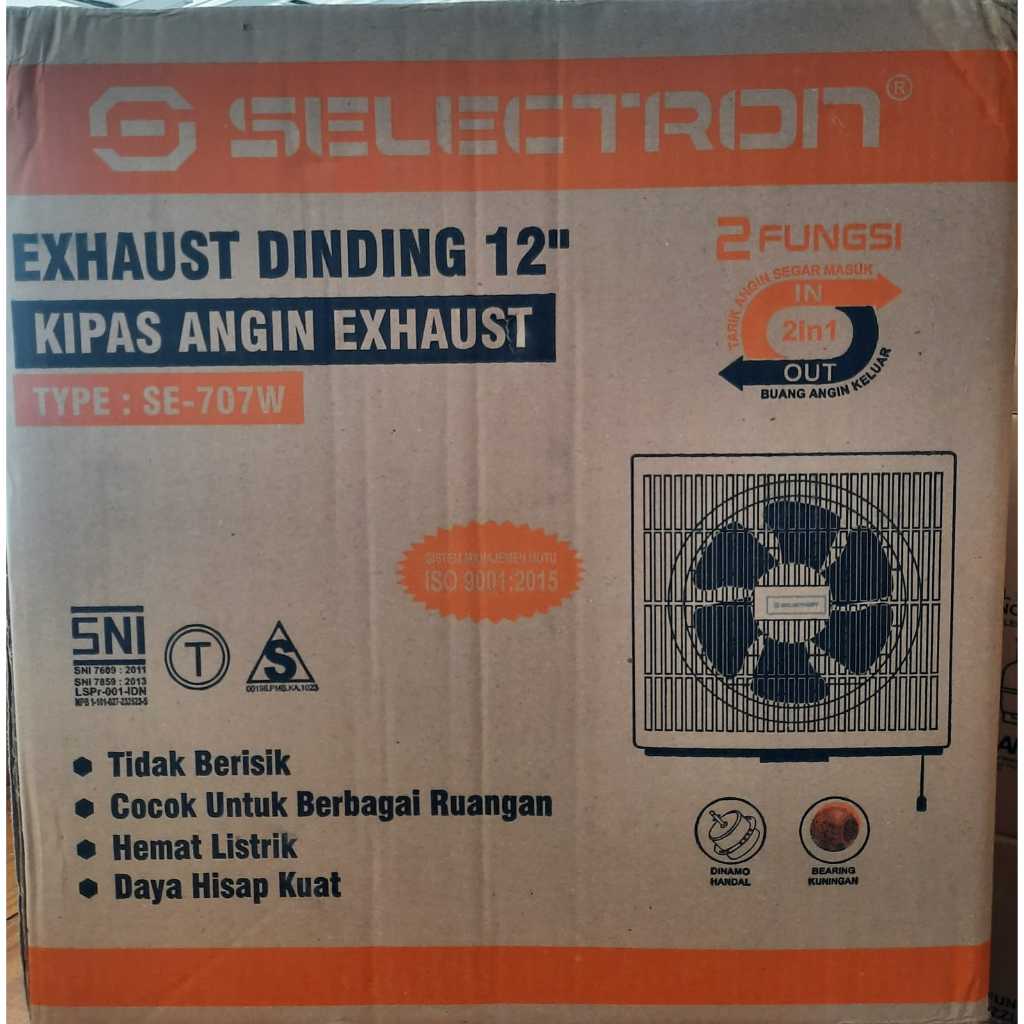 SELECTRON®
EXHAUST DINDING 12"
KIPAS ANGIN EXHAUST
TYPE : SE-707W
2 FUNGSI
TARIK ANGIN SEGAR MASUK
IN
2in1
OUT
BUANG ANGIN KELUAR
SISTEM MANAJEMEN MUTU
ISO 9001:2015
SELECTRON
SNI
SNI 7609 : 2011
SNI 7859 : 2013
LSPr-001-IDN
T
S
Tidak Berisik
Cocok Untuk Berbagai Ruangan
Hemat Listrik
Daya Hisap Kuat
DINAMO
HANDAL
BEARING
KUNINGAN